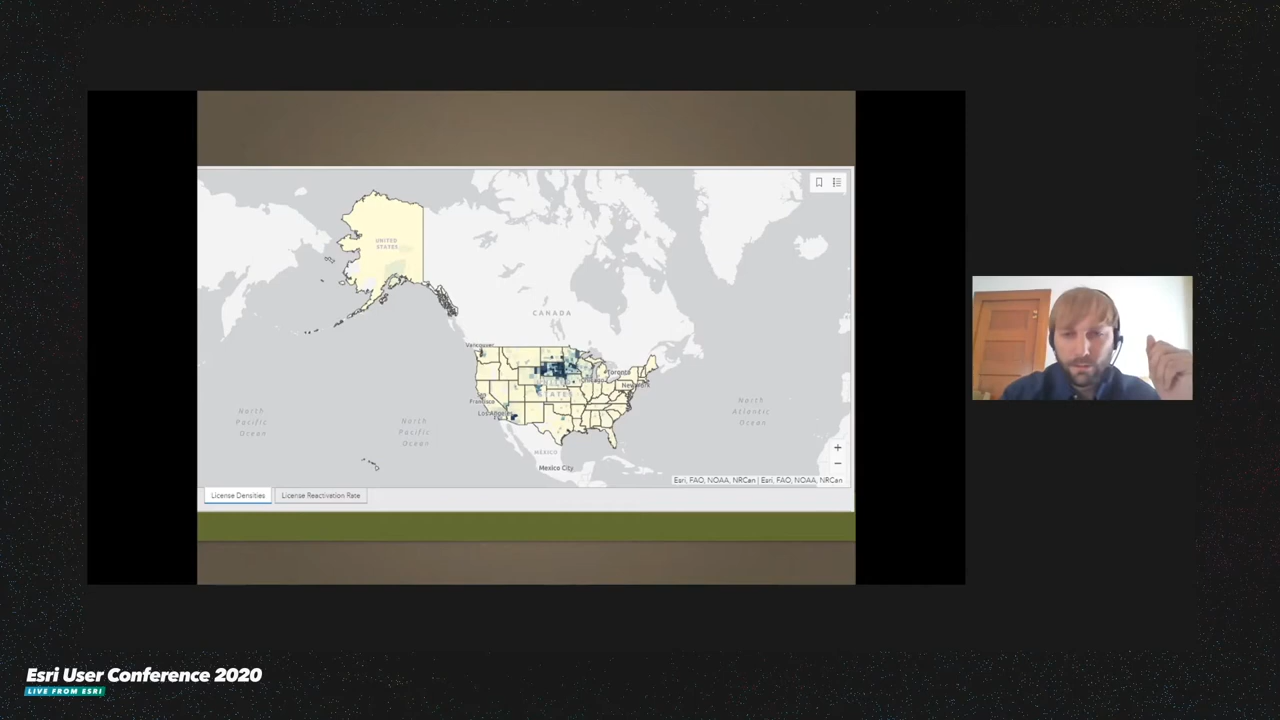 UNITED
STATES
CANADA
Vancouver
Toronto
Chicago
New York
STATES
Francisco
Los Angeles
North
Pacific
Ocean
North
Pacific
Ocean
North
Atlantic
Ocean
MEXICO
Mexico City
+
−
Esri, FAO, NOAA, NRCan | Esri, FAO, NOAA, NRCan
License Densities
License Reactivation Rate
Esri User Conference 2020
LIVE FROM ESRI